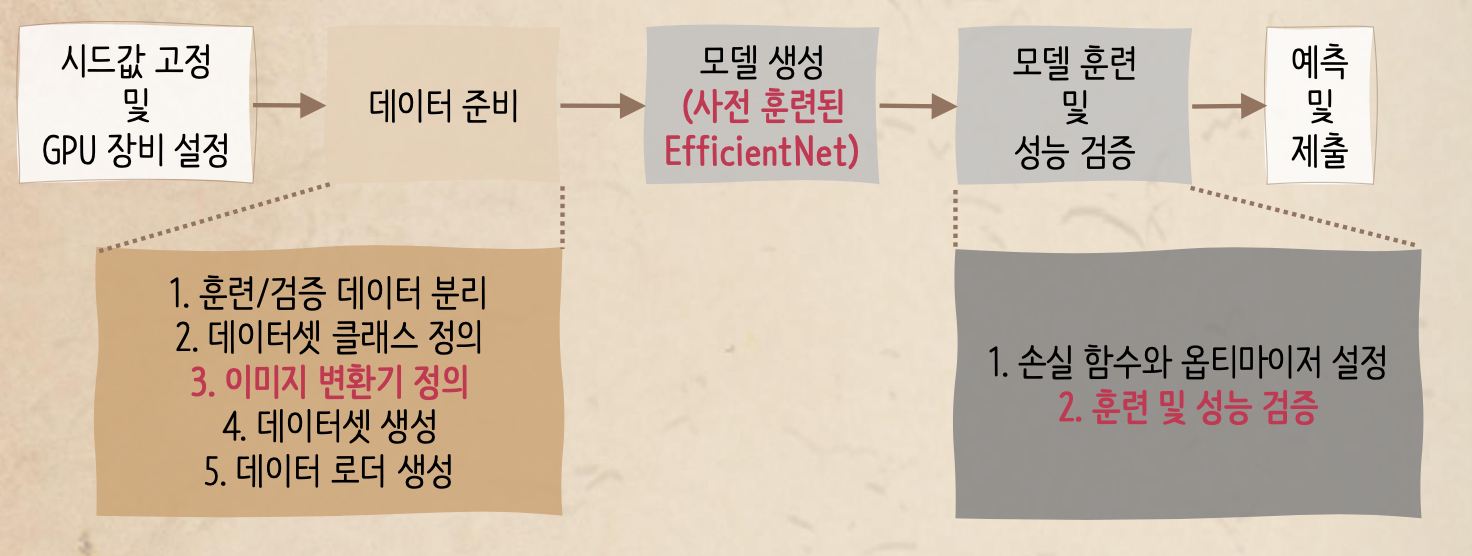 시드값 고정
및
GPU 장비 설정
데이터 준비
모델 생성
(사전 훈련된
EfficientNet)
모델 훈련
및
성능 검증
예측
및
제출
1. 훈련/검증 데이터 분리
2. 데이터셋 클래스 정의
3. 이미지 변환기 정의
4. 데이터셋 생성
5. 데이터 로더 생성
1. 손실 함수와 옵티마이저 설정
2. 훈련 및 성능 검증